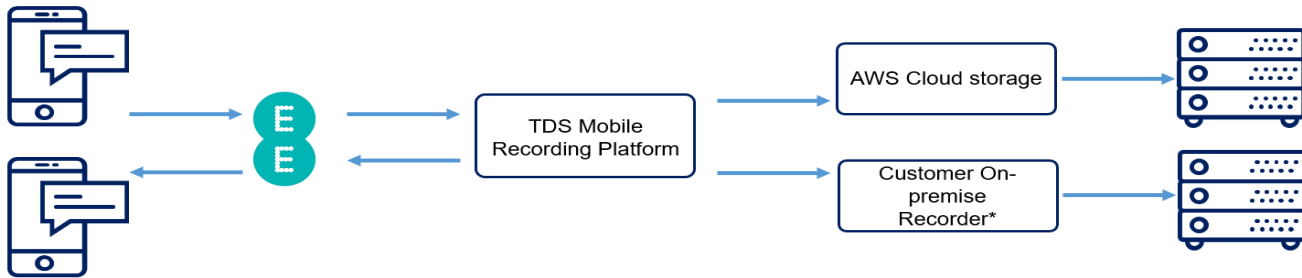 E
E
TDS Mobile
Recording Platform
AWS Cloud storage
Customer On-
premise
Recorder*